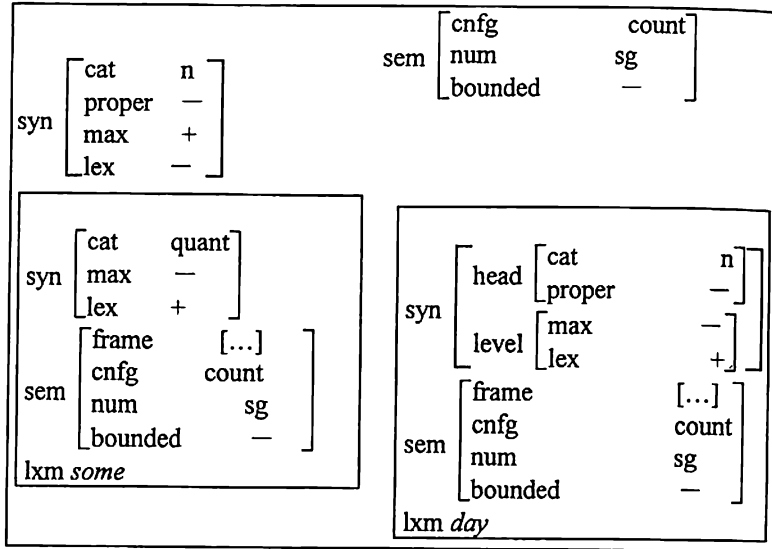 cnfg count
sem num sg
bounded —
cat n
proper —
syn max +
lex —
cat quant
syn max —
lex +
frame [...]
cnfg count
sem num sg
bounded —
lxm some
cat n
head proper —
syn
level max —
lex +
frame [...]
cnfg count
sem num sg
bounded —
lxm day